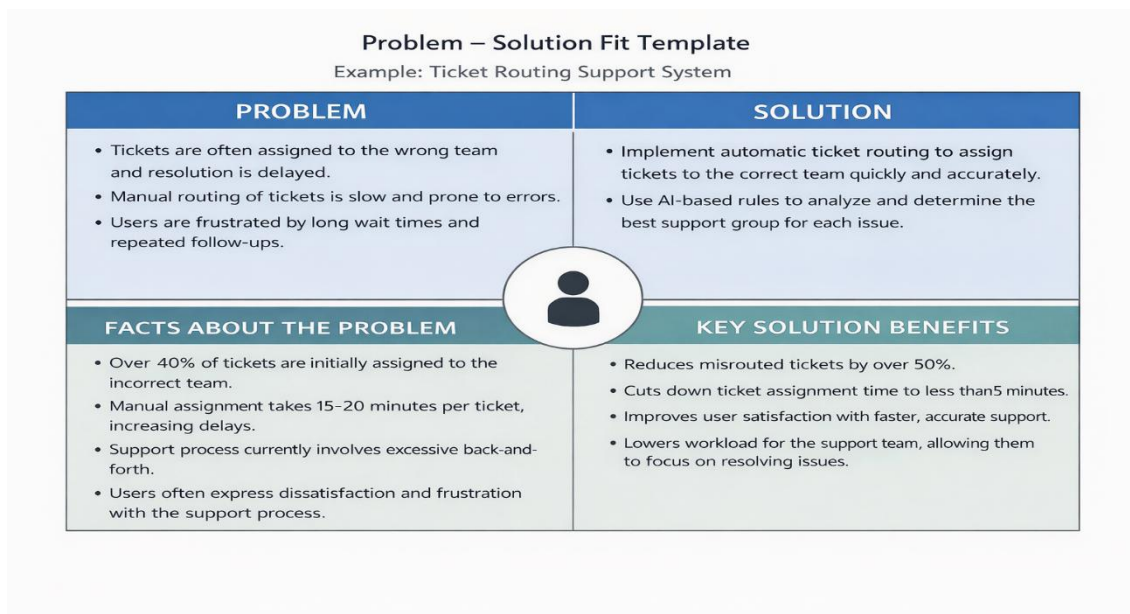 Problem – Solution Fit Template
Example: Ticket Routing Support System
PROBLEM
• Tickets are often assigned to the wrong team
and resolution is delayed.
• Manual routing of tickets is slow and prone to errors.
• Users are frustrated by long wait times and
repeated follow-ups.
SOLUTION
• Implement automatic ticket routing to assign
tickets to the correct team quickly and accurately.
• Use AI-based rules to analyze and determine the
best support group for each issue.
FACTS ABOUT THE PROBLEM
• Over 40% of tickets are initially assigned to the
incorrect team.
• Manual assignment takes 15–20 minutes per ticket,
increasing delays.
• Support process currently involves excessive back-and-
forth.
• Users often express dissatisfaction and frustration
with the support process.
KEY SOLUTION BENEFITS
• Reduces misrouted tickets by over 50%.
• Cuts down ticket assignment time to less than5 minutes.
• Improves user satisfaction with faster, accurate support.
• Lowers workload for the support team, allowing them
to focus on resolving issues.